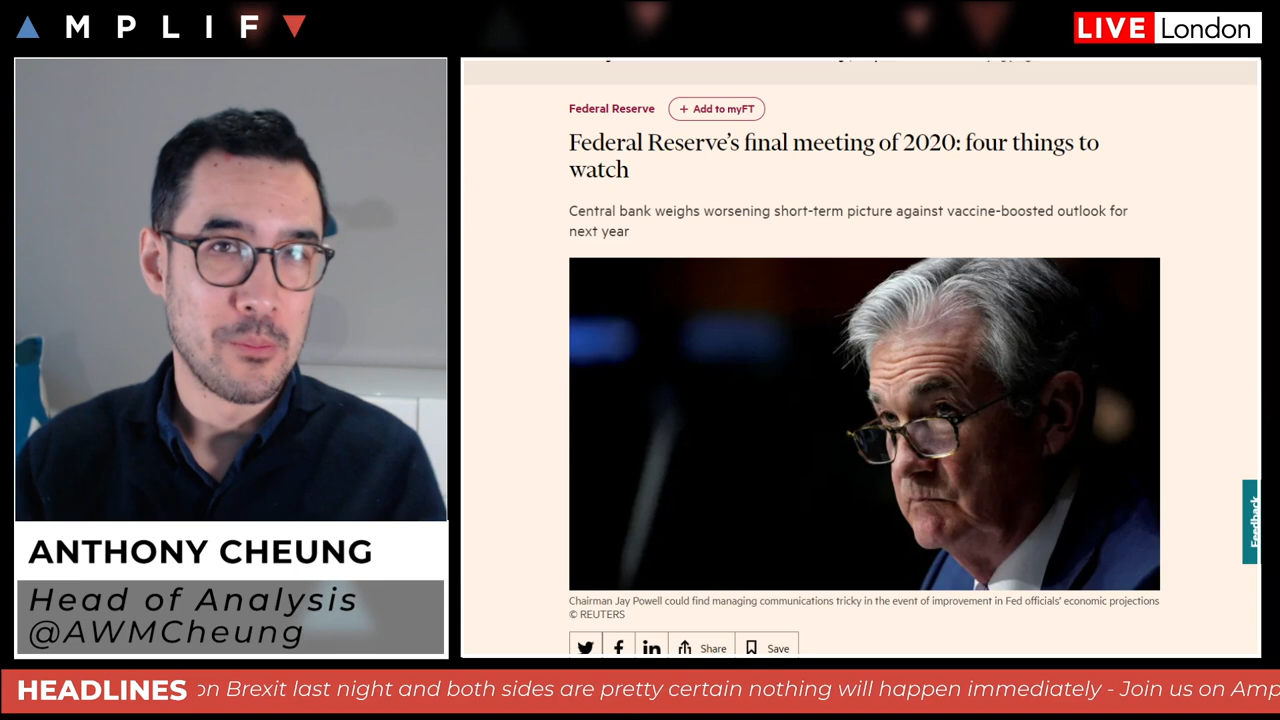 MPLIF
LIVE London
Federal Reserve
+ Add to myFT
Federal Reserve's final meeting of 2020: four things to
watch
Central bank weighs worsening short-term picture against vaccine-boosted outlook for
next year
Chairman Jay Powell could find managing communications tricky in the event of improvement in Fed officials' economic projections
© REUTERS
Share
Save
Feedback
ANTHONY CHEUNG
Head of Analysis
@AWMCheung
HEADLINES on Brexit last night and both sides are pretty certain nothing will happen immediately - Join us on Amp